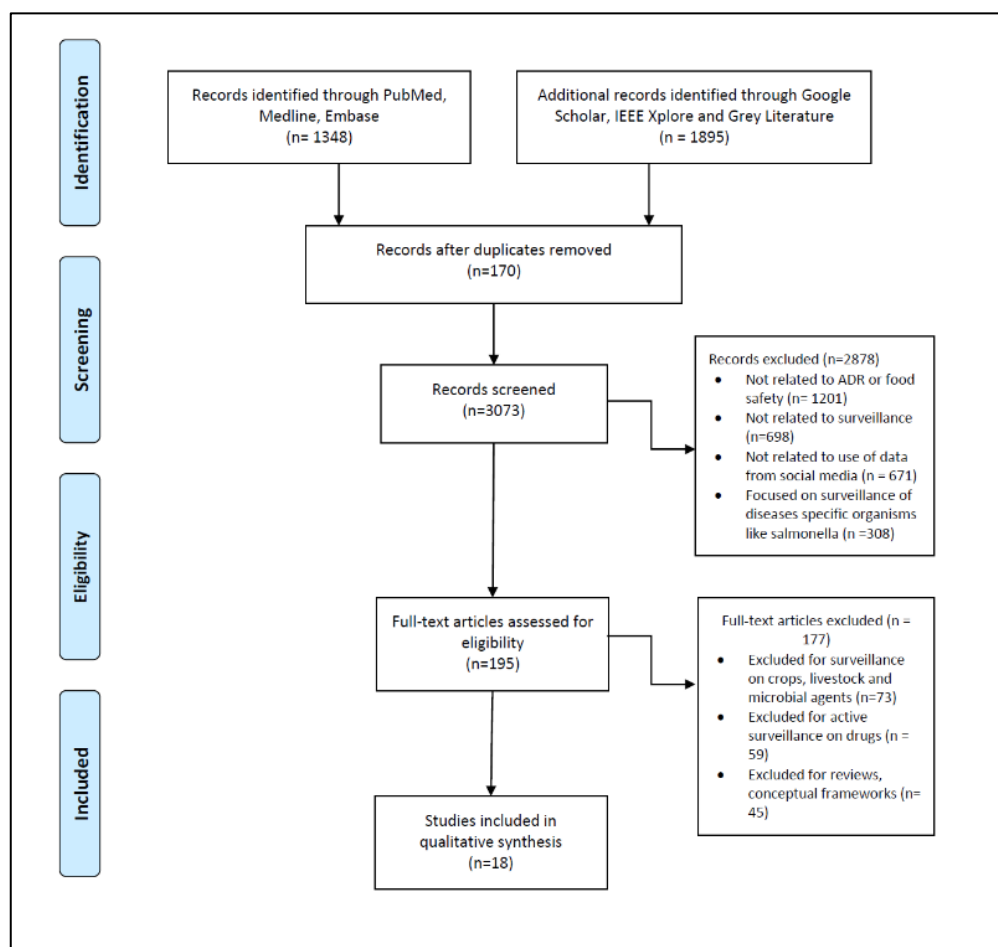 Identification
Records identified through PubMed,
Medline, Embase
(n= 1348)
Additional records identified through Google
Scholar, IEEE Xplore and Grey Literature
(n = 1895)
Records after duplicates removed
(n=170)
Screening
Records screened
(n=3073)
Records excluded (n=2878)
• Not related to ADR or food
safety (n= 1201)
• Not related to surveillance
(n=698)
• Not related to use of data
from social media (n = 671)
• Focused on surveillance of
diseases specific organisms
like salmonella (n =308)
Eligibility
Full-text articles assessed for
eligibility
(n=195)
Full-text articles excluded (n =
177)
• Excluded for surveillance
on crops, livestock and
microbial agents (n=73)
• Excluded for active
surveillance on drugs (n =
59)
• Excluded for reviews,
conceptual frameworks (n=
45)
Included
Studies included in
qualitative synthesis
(n=18)